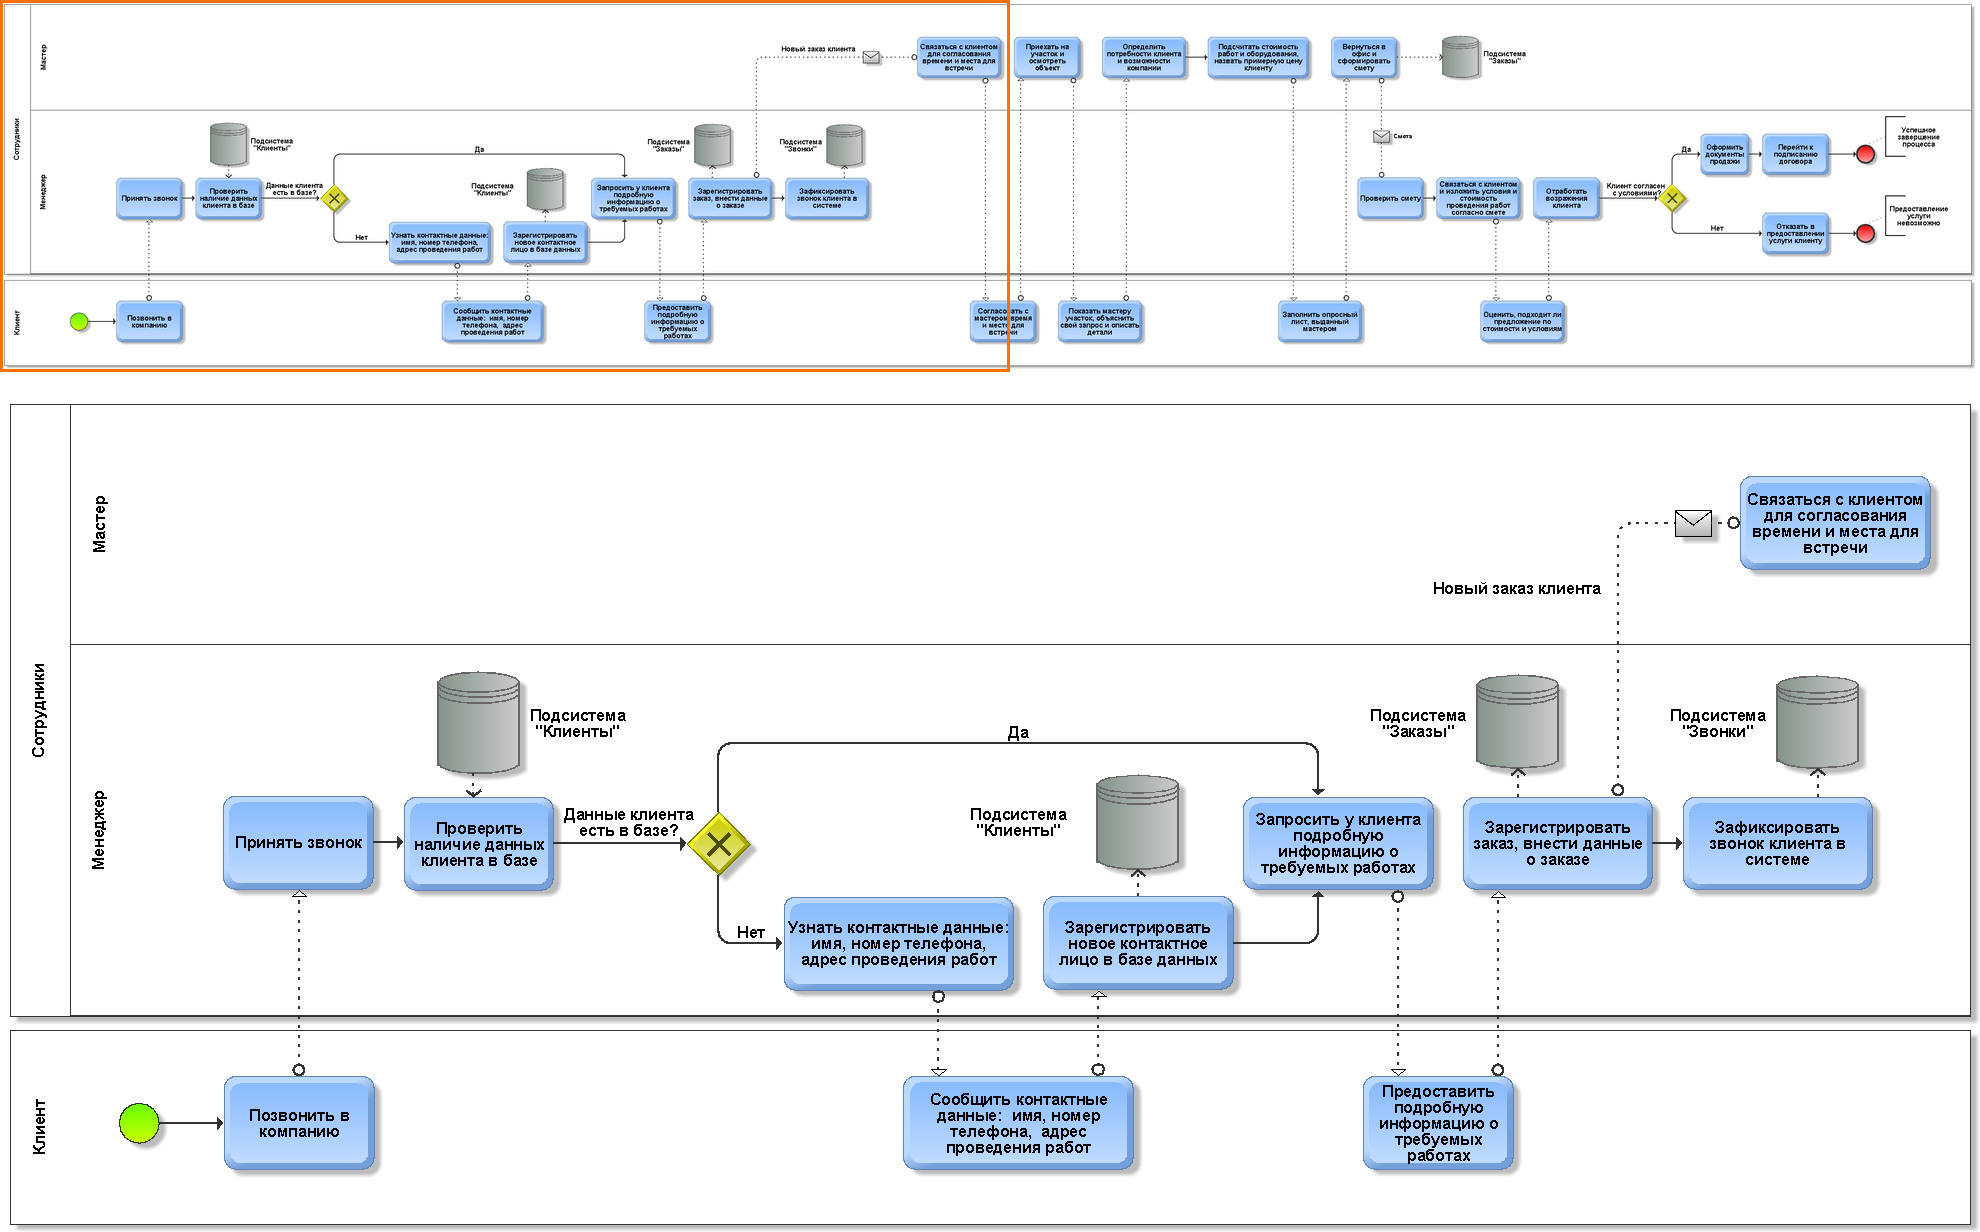 Мастер
Новый заказ клиента
Связаться с клиентом
для согласования
времени и места для
встречи
Приехать на
участок и
осмотреть
объект
Определить
потребности клиента
и возможности
компании
Подсчитать стоимость
работ и оборудования,
назвать примерную цену
клиенту
Вернуться в
офис и
сформировать
смету
Подсистема
"Заказы"
Сотрудники
Менеджер
Принять звонок
Подсистема
"Клиенты"
Проверить
наличие данных
клиента в базе
Данные клиента
есть в базе?
Да
Нет
Узнать контактные данные:
имя, номер телефона,
адрес проведения работ
Подсистема
"Клиенты"
Зарегистрировать
новое контактное
лицо в базе данных
Запросить у клиента
подробную
информацию о
требуемых работах
Подсистема
"Заказы"
Зарегистрировать
заказ, внести данные
о заказе
Подсистема
"Звонки"
Зафиксировать
звонок клиента в
системе
Смета
Проверить смету
Связаться с клиентом
и изложить условия и
стоимость
проведения работ
согласно смете
Отработать
возражения
клиента
Клиент согласен
с условиями?
Да
Оформить
документы
продажи
Перейти к
подписанию
договора
Успешное
завершение
процесса
Нет
Отказать в
предоставлении
услуги клиенту
Предоставление
услуги
невозможно
Клиент
Позвонить в
компанию
Сообщить контактные
данные: имя, номер
телефона, адрес
проведения работ
Предоставить
подробную
информацию о
требуемых
работах
Согласовать с
мастером время
и место для
встречи
Показать мастеру
участок, объяснить
свой запрос и описать
детали
Заполнить опросный
лист, выданный
мастером
Оценить, подходит ли
предложение по
стоимости и условиям
Мастер
Связаться с клиентом
для согласования
времени и места для
встречи
Новый заказ клиента
Сотрудники
Менеджер
Принять звонок
Подсистема
"Клиенты"
Проверить
наличие данных
клиента в базе
Данные клиента
есть в базе?
Да
Нет
Узнать контактные данные:
имя, номер телефона,
адрес проведения работ
Подсистема
"Клиенты"
Зарегистрировать
новое контактное
лицо в базе данных
Запросить у клиента
подробную
информацию о
требуемых работах
Подсистема
"Заказы"
Зарегистрировать
заказ, внести данные
о заказе
Подсистема
"Звонки"
Зафиксировать
звонок клиента в
системе
Клиент
Позвонить в
компанию
Сообщить контактные
данные: имя, номер
телефона, адрес
проведения работ
Предоставить
подробную
информацию о
требуемых
работах